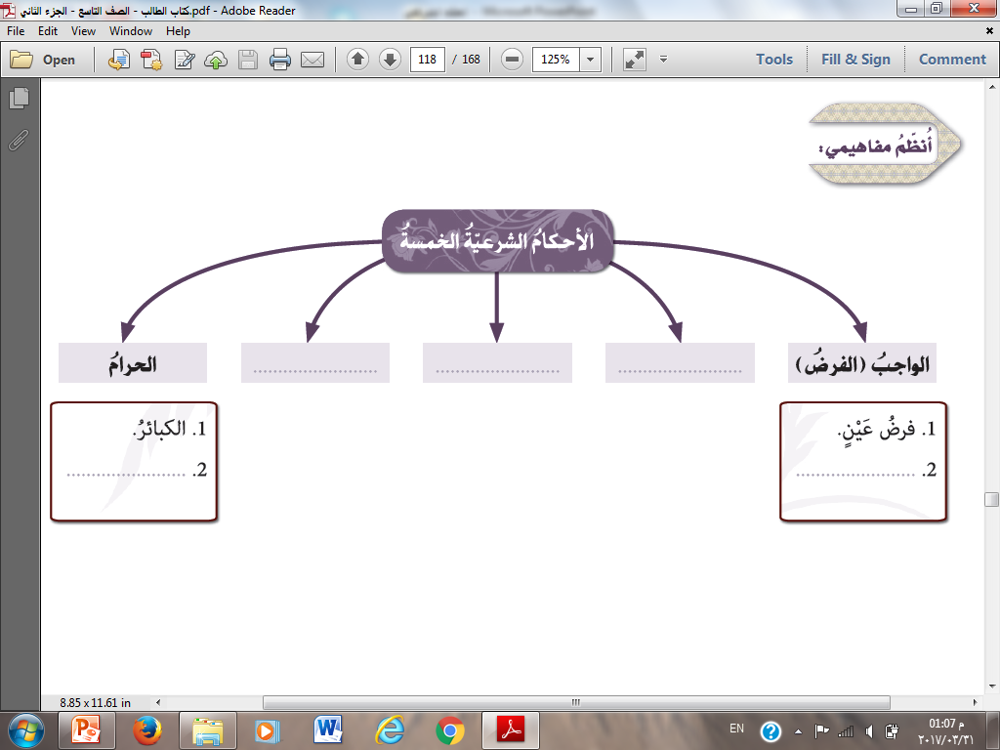 كتاب الطالب - الصف التاسع - الجزء الثاني.pdf - Adobe Reader
File Edit View Window Help
Open 118 / 168 125% Tools Fill & Sign Comment
أُنظّمُ مفاهيمي:
الأحكامُ الشرعيّةُ الخمسةُ
الواجبُ (الفرضُ) ........................ ........................ ........................ الحرامُ
1. فرضُ عَيْنٍ.
2. ........................
1. الكبائرُ.
2. ........................
8.85 x 11.61 in
EN
01:07 م
٢٠١٧/٠٣/٣١